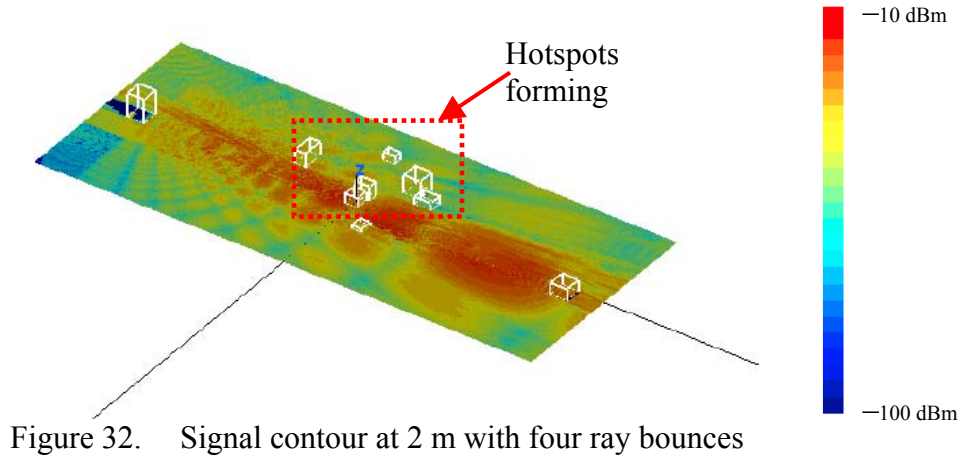 −10 dBm
Hotspots
forming
Z
−100 dBm
Figure 32. Signal contour at 2 m with four ray bounces